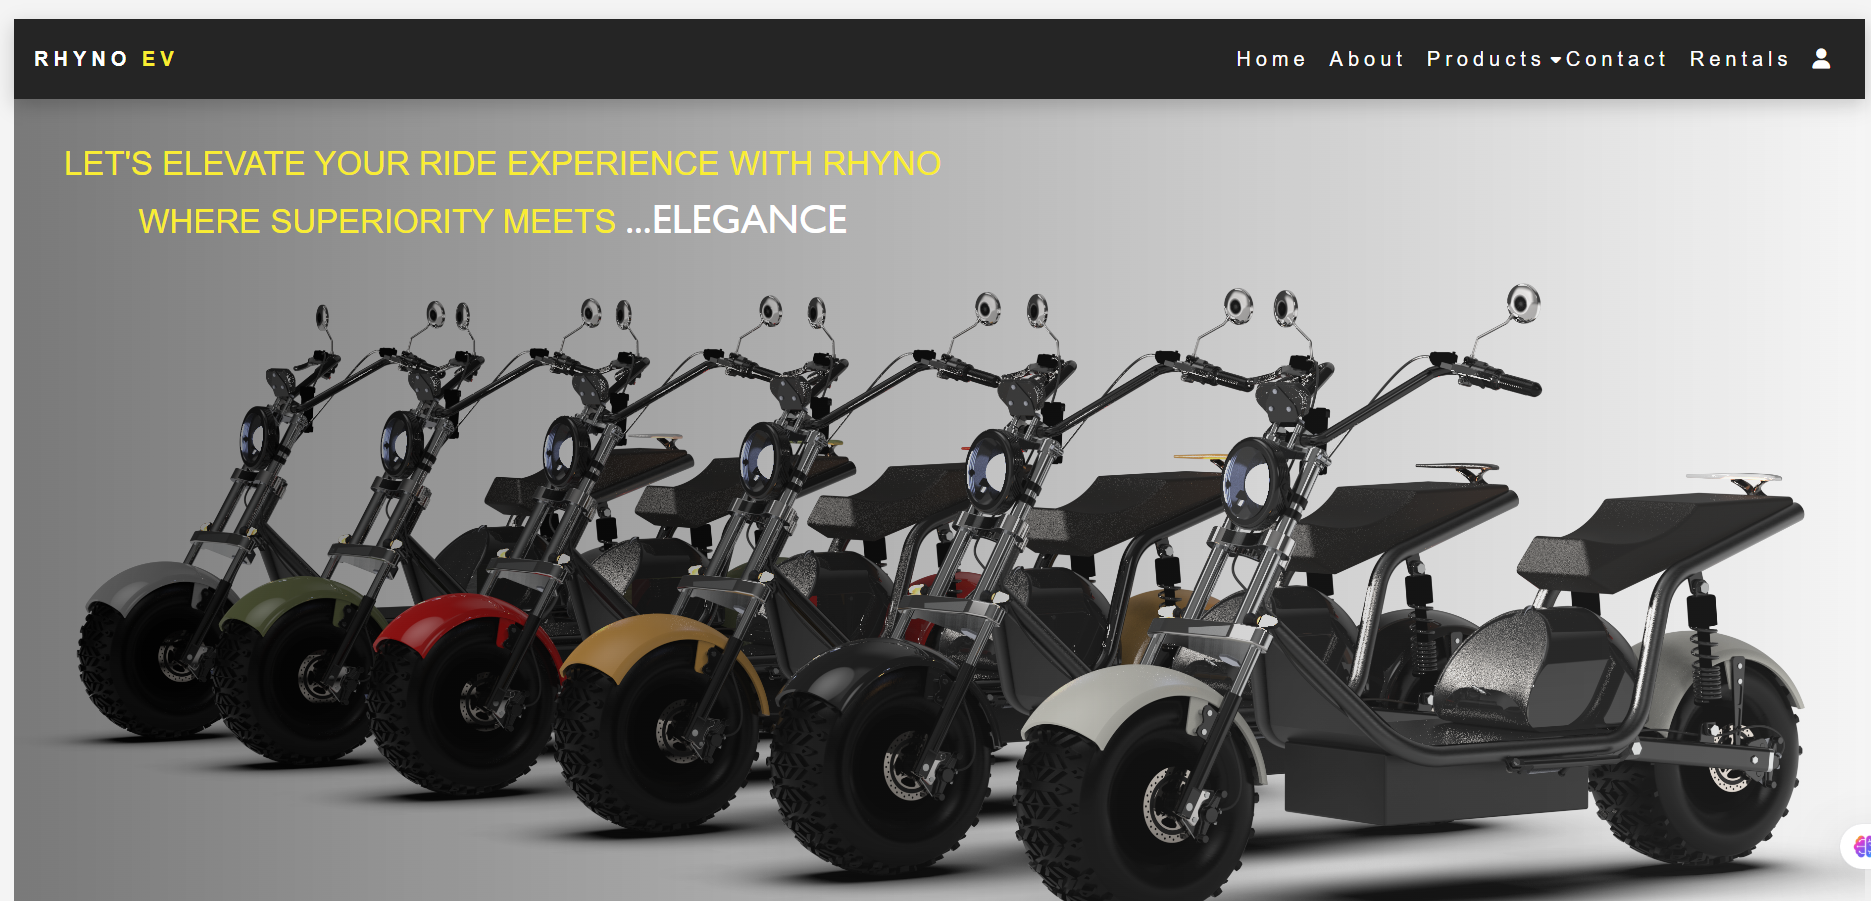 RHYNO EV
Home About Products Contact Rentals
LET'S ELEVATE YOUR RIDE EXPERIENCE WITH RHYNO
WHERE SUPERIORITY MEETS ...ELEGANCE